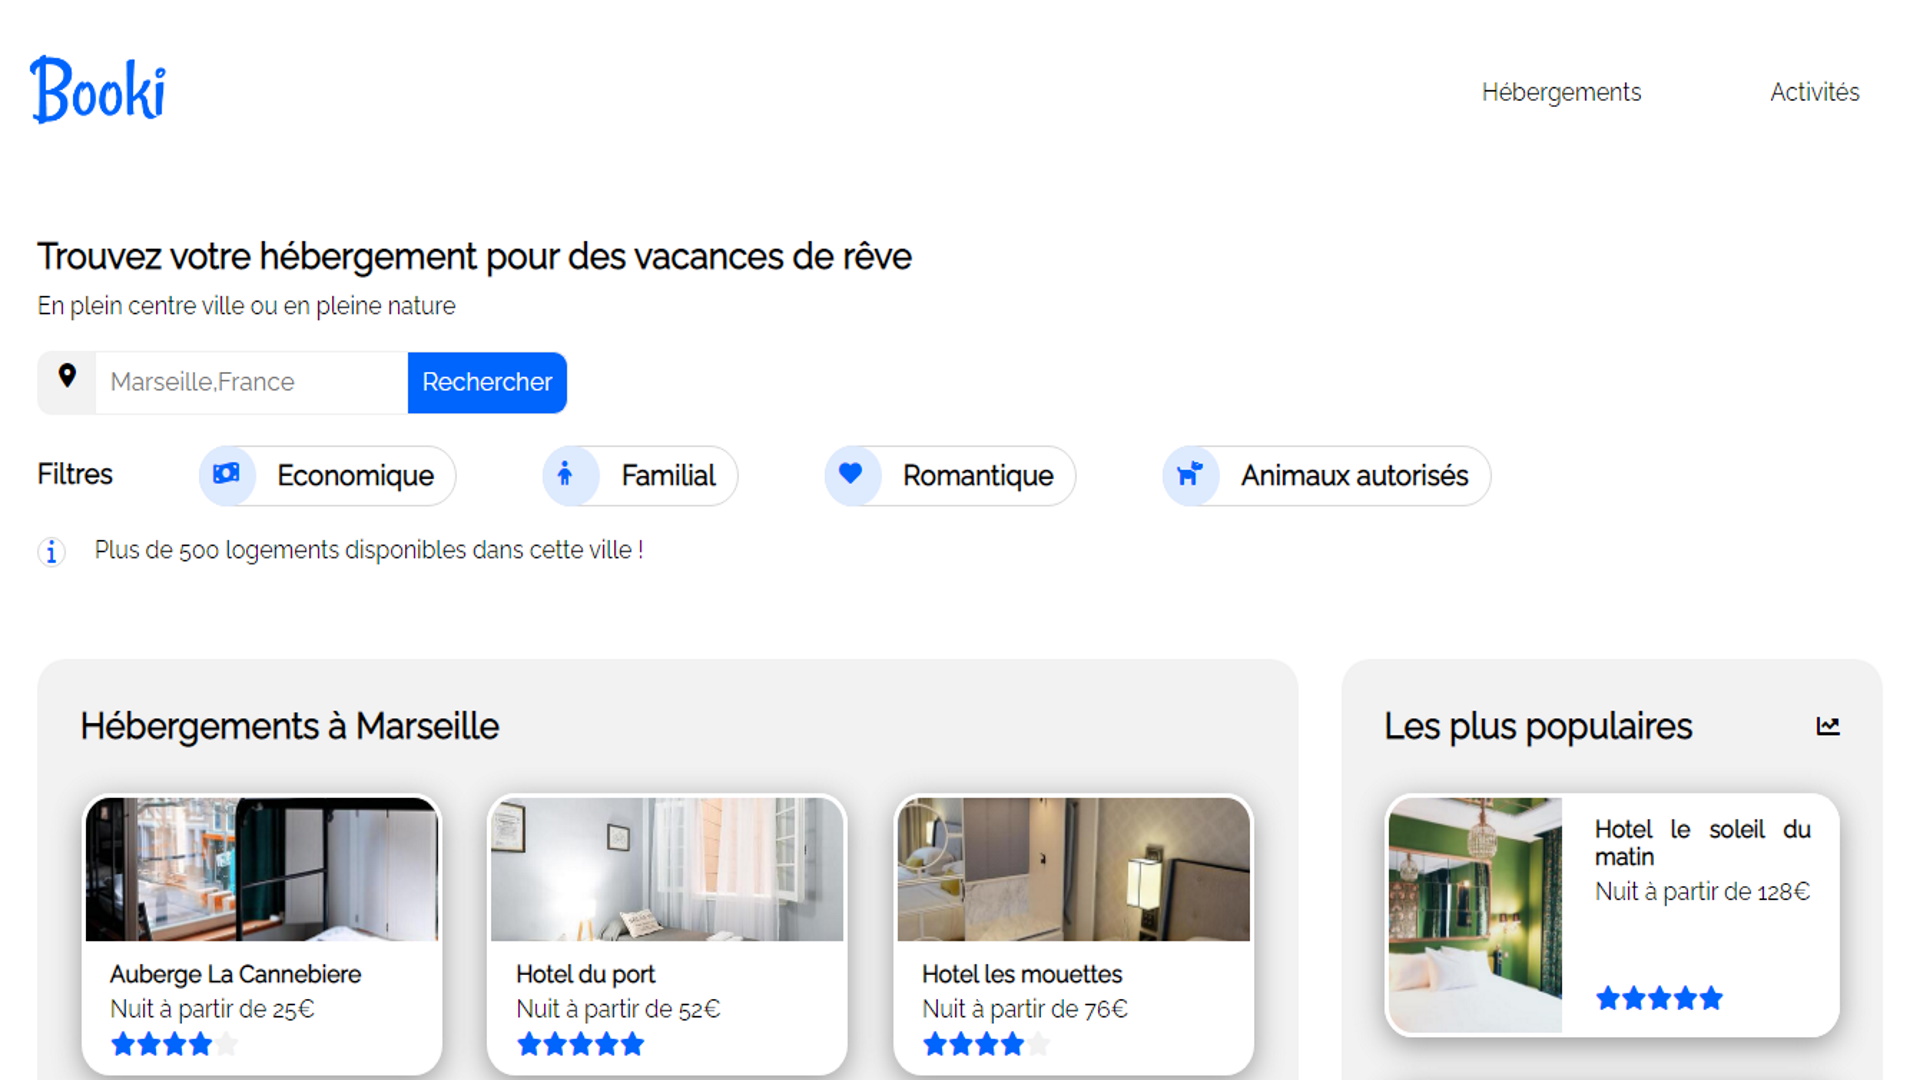 Booki
Hébergements
Activités
Trouvez votre hébergement pour des vacances de rêve
En plein centre ville ou en pleine nature
Marseille,France
Rechercher
Filtres
Economique
Familial
Romantique
Animaux autorisés
Plus de 500 logements disponibles dans cette ville !
Hébergements à Marseille
Auberge La Cannebiere
Nuit à partir de 25€
Hotel du port
Nuit à partir de 52€
Hotel les mouettes
Nuit à partir de 76€
Les plus populaires
Hotel le soleil du
matin
Nuit à partir de 128€